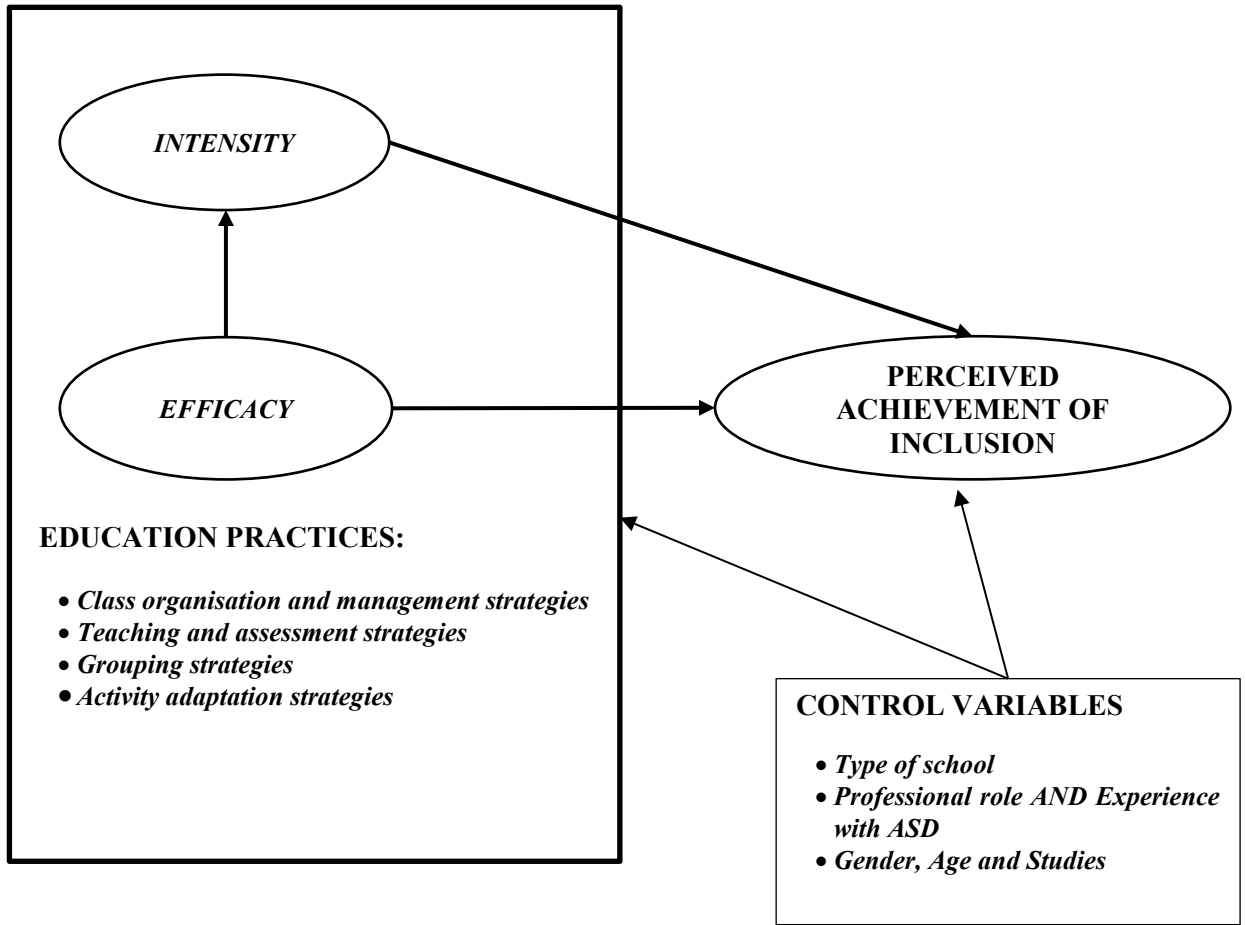 INTENSITY
EFFICACY
PERCEIVED
ACHIEVEMENT OF
INCLUSION
EDUCATION PRACTICES:
• Class organisation and management strategies
• Teaching and assessment strategies
• Grouping strategies
• Activity adaptation strategies
CONTROL VARIABLES
• Type of school
• Professional role AND Experience
with ASD
• Gender, Age and Studies